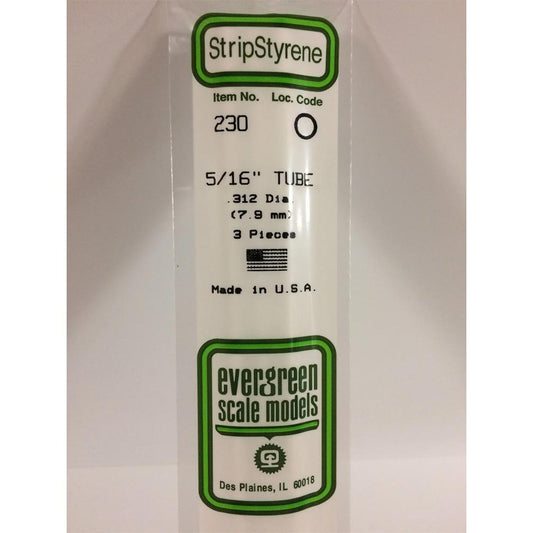 StripStyrene
Item No. Loc. Code
230 O
5/16" TUBE
.312 Dia.
(7.9 mm)
3 Pieces
Made in U.S.A.
evergreen
scale models
Des Plaines, IL 60018